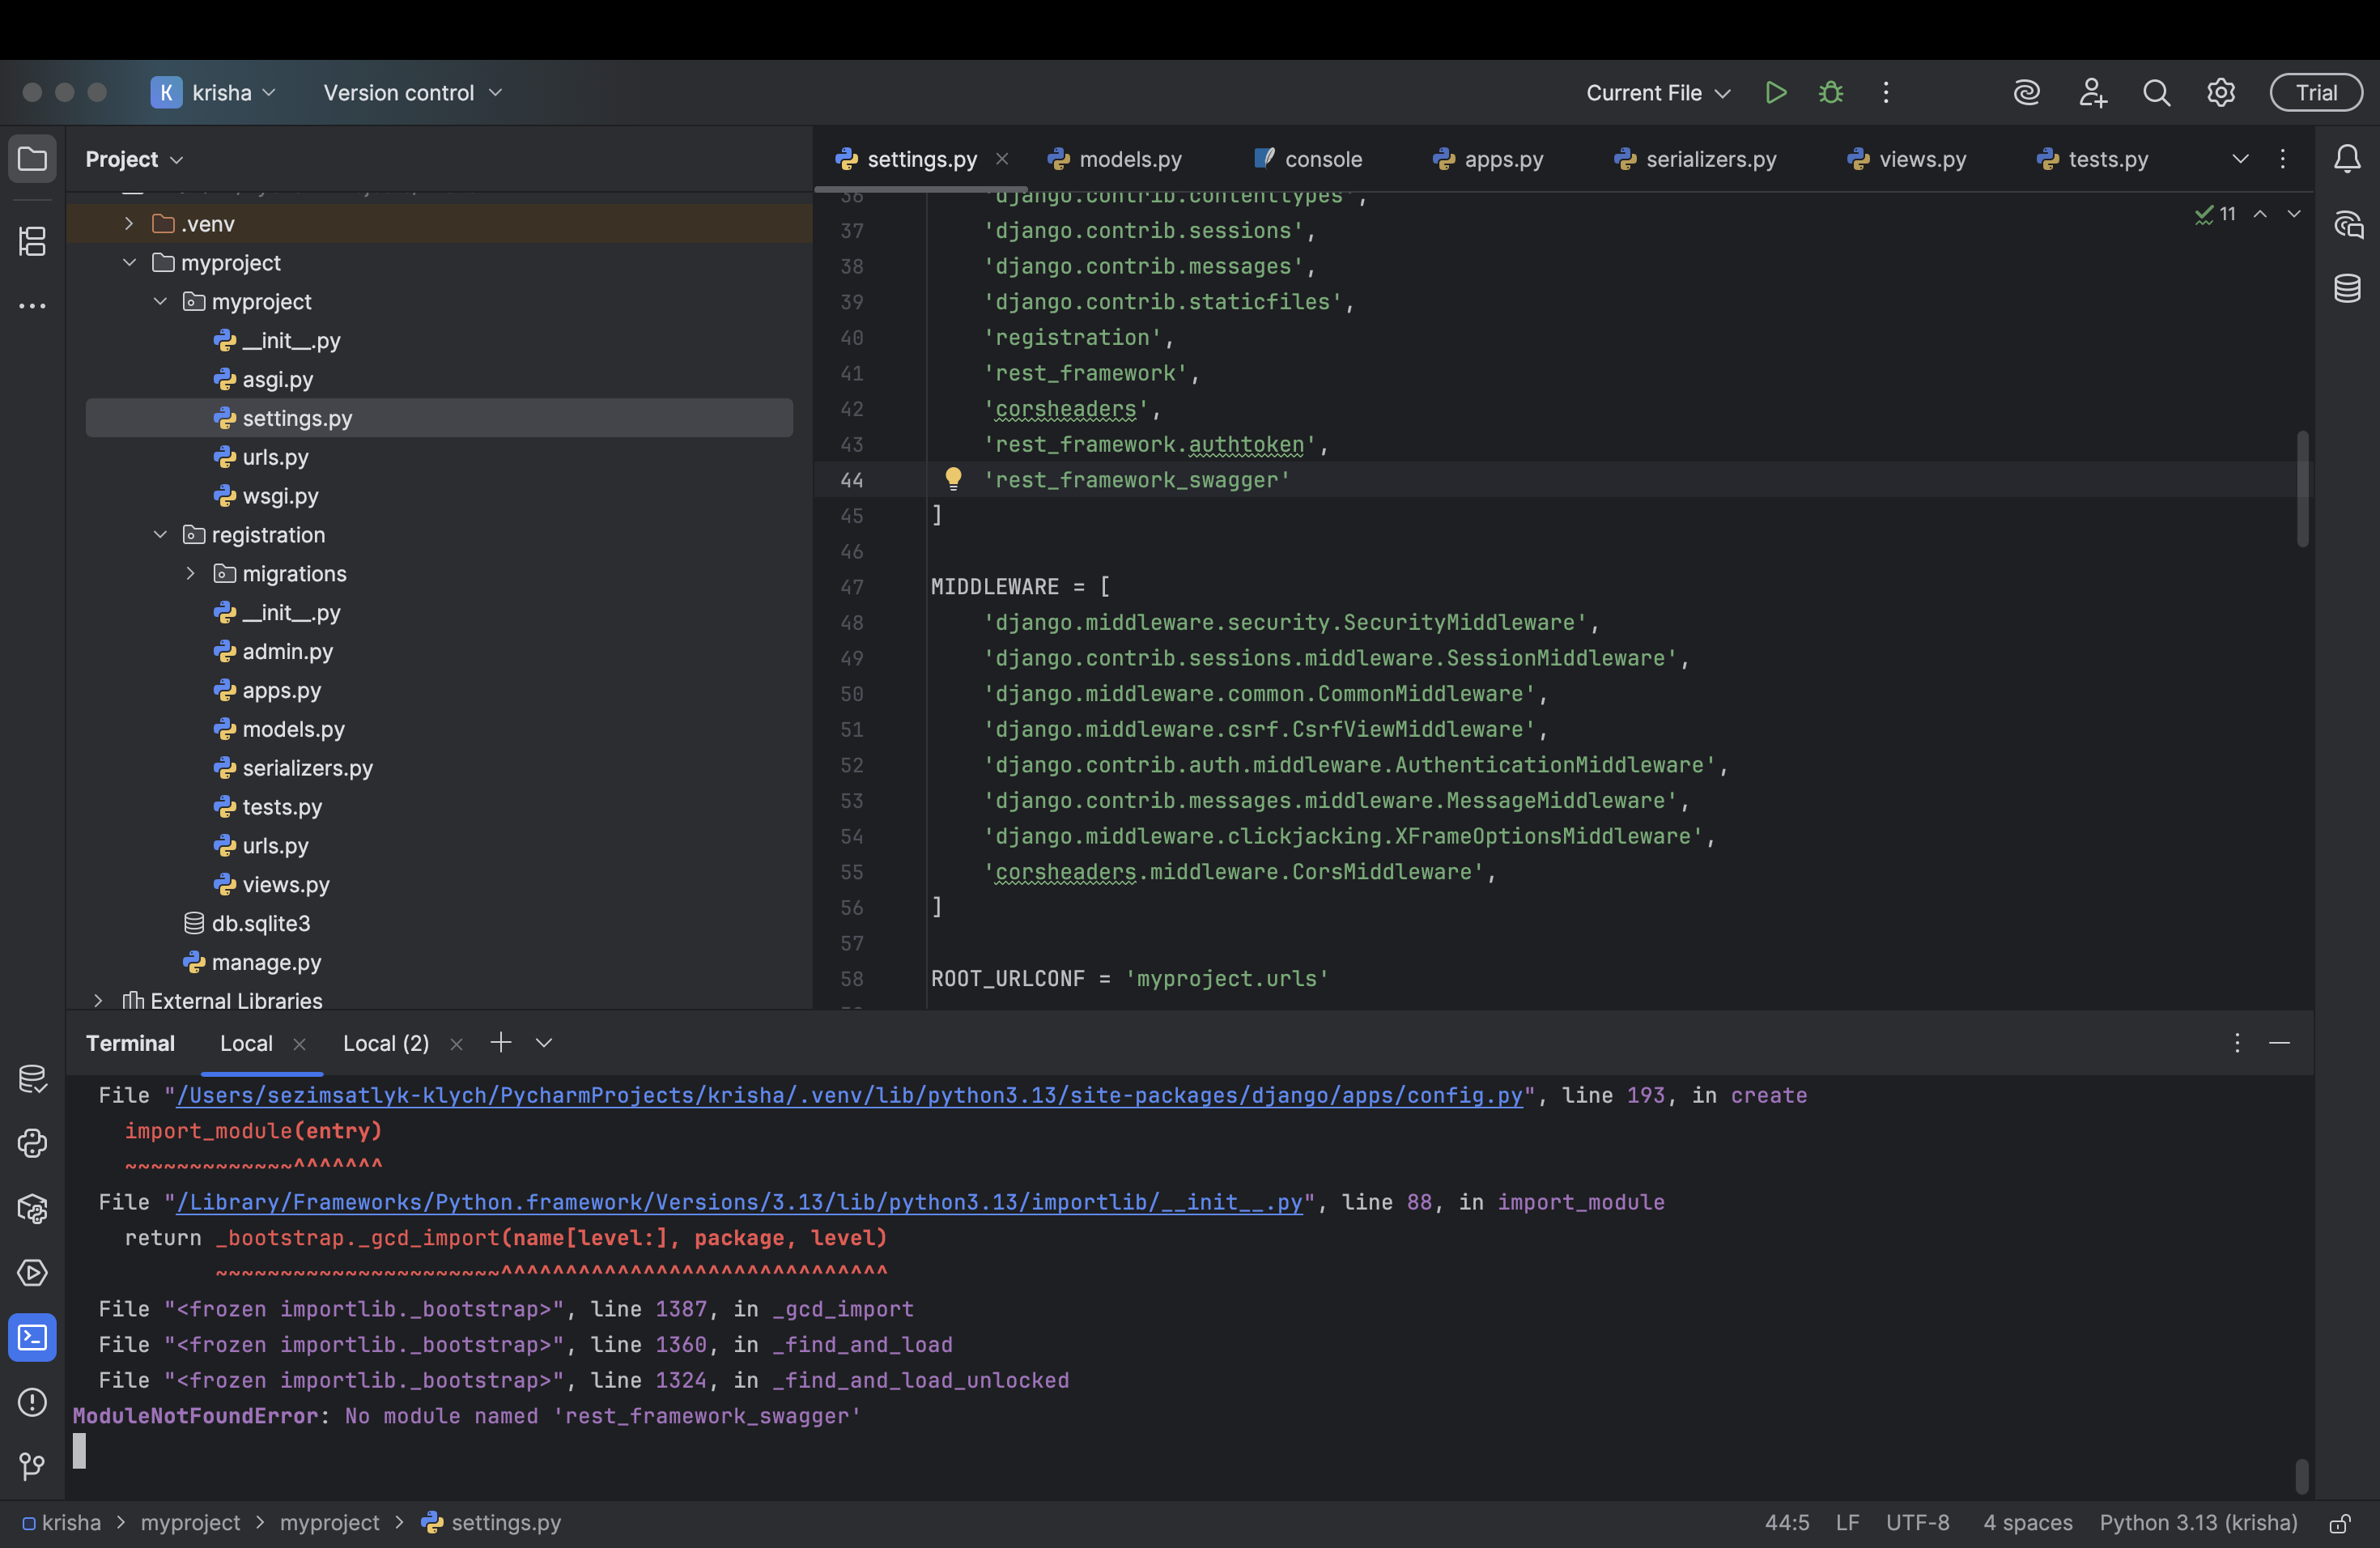 K krisha Version control Current File Trial
Project
settings.py models.py console apps.py serializers.py views.py tests.py
.venv
myproject
myproject
__init__.py
asgi.py
settings.py
urls.py
wsgi.py
registration
migrations
__init__.py
admin.py
apps.py
models.py
serializers.py
tests.py
urls.py
views.py
db.sqlite3
manage.py
External Libraries
11
36 'django.contrib.contenttypes',
37 'django.contrib.sessions',
38 'django.contrib.messages',
39 'django.contrib.staticfiles',
40 'registration',
41 'rest_framework',
42 'corsheaders',
43 'rest_framework.authtoken',
44 'rest_framework_swagger'
45 ]
46
47 MIDDLEWARE = [
48 'django.middleware.security.SecurityMiddleware',
49 'django.contrib.sessions.middleware.SessionMiddleware',
50 'django.middleware.common.CommonMiddleware',
51 'django.middleware.csrf.CsrfViewMiddleware',
52 'django.contrib.auth.middleware.AuthenticationMiddleware',
53 'django.contrib.messages.middleware.MessageMiddleware',
54 'django.middleware.clickjacking.XFrameOptionsMiddleware',
55 'corsheaders.middleware.CorsMiddleware',
56 ]
57
58 ROOT_URLCONF = 'myproject.urls'
Terminal Local Local (2)
File "/Users/sezimsatlyk-klych/PycharmProjects/krisha/.venv/lib/python3.13/site-packages/django/apps/config.py", line 193, in create
import_module(entry)
~~~~~~~~~~~~~^^^^^^^
File "/Library/Frameworks/Python.framework/Versions/3.13/lib/python3.13/importlib/__init__.py", line 88, in import_module
return _bootstrap._gcd_import(name[level:], package, level)
~~~~~~~~~~~~~~~~~~~~~~^^^^^^^^^^^^^^^^^^^^^^^^^^^^^^
File "<frozen importlib._bootstrap>", line 1387, in _gcd_import
File "<frozen importlib._bootstrap>", line 1360, in _find_and_load
File "<frozen importlib._bootstrap>", line 1324, in _find_and_load_unlocked
ModuleNotFoundError: No module named 'rest_framework_swagger'
krisha > myproject > myproject > settings.py 44:5 LF UTF-8 4 spaces Python 3.13 (krisha)